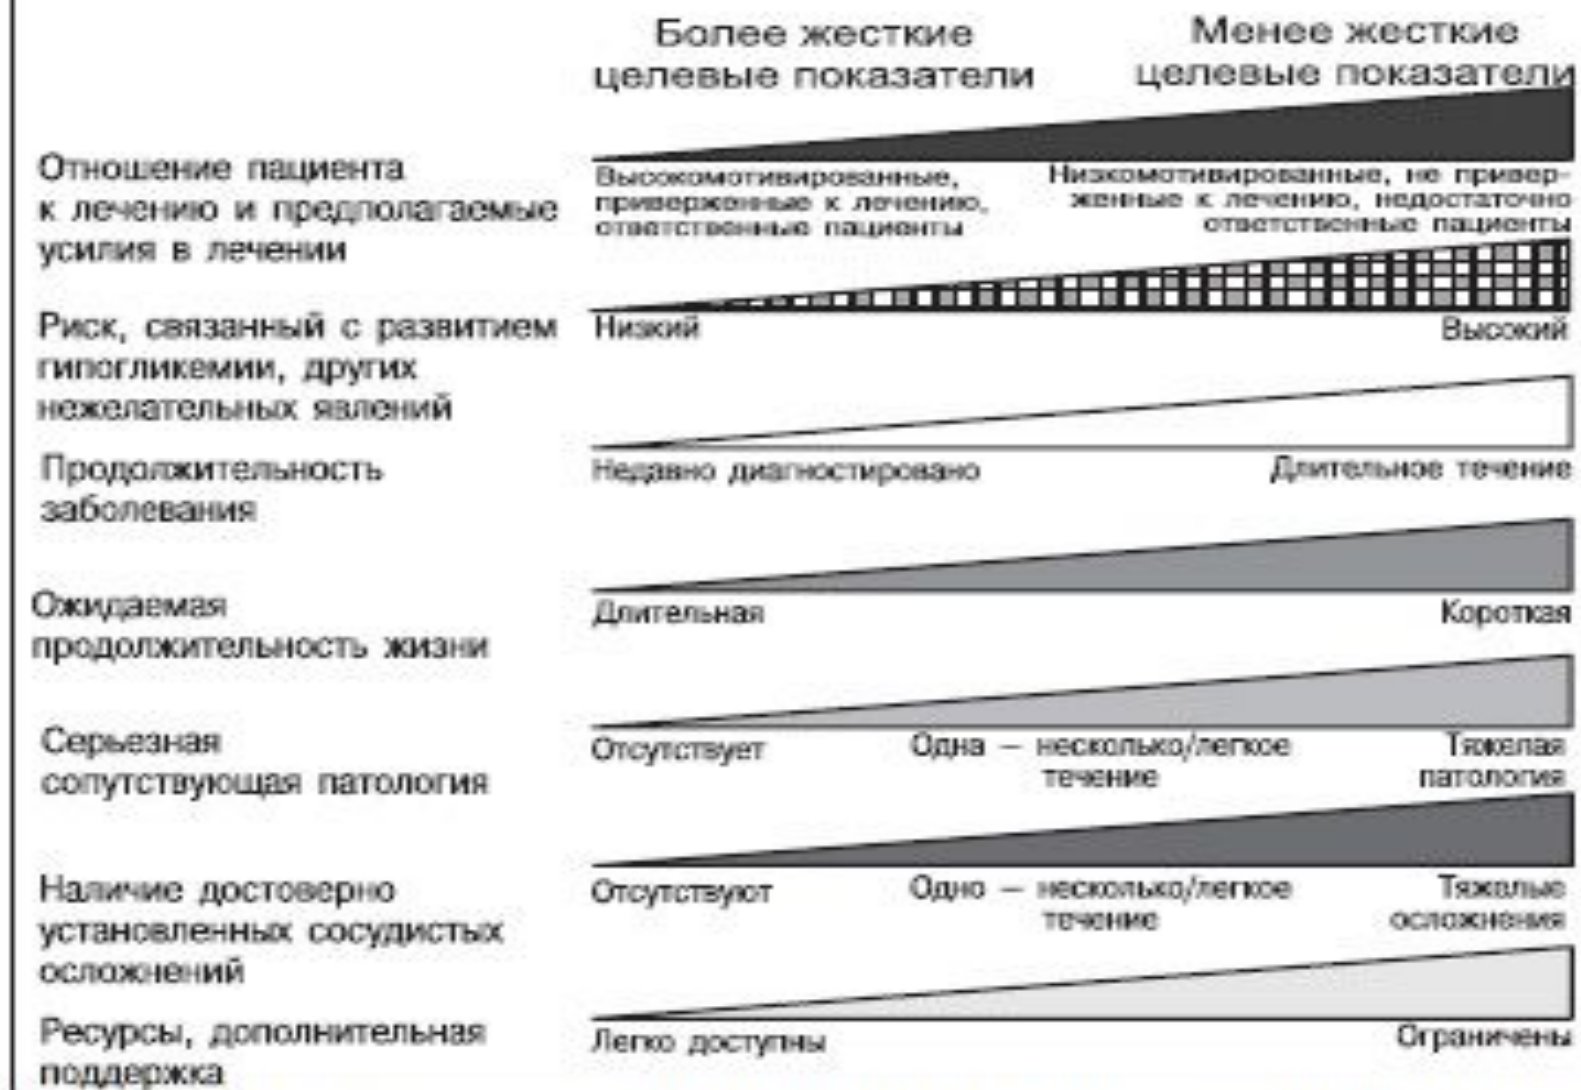 Более жесткие
целевые показатели
Менее жесткие
целевые показатели
Отношение пациента
к лечению и предполагаемые
усилия в лечении
Высокомотивированные,
приверженные к лечению,
ответственные пациенты
Низкомотивированные, не привер-
женные к лечению, недостаточно
ответственные пациенты
Риск, связанный с развитием
гипогликемии, других
нежелательных явлений
Низкий
Высокий
Продолжительность
заболевания
Недавно диагностировано
Длительное течение
Ожидаемая
продолжительность жизни
Длительная
Короткая
Серьезная
сопутствующая патология
Отсутствует
Одна – несколько/легкое
течение
Тяжелая
патология
Наличие достоверно
установленных сосудистых
осложнений
Отсутствуют
Одно – несколько/легкое
течение
Тяжелые
осложнения
Ресурсы, дополнительная
поддержка
Легко доступны
Ограничены